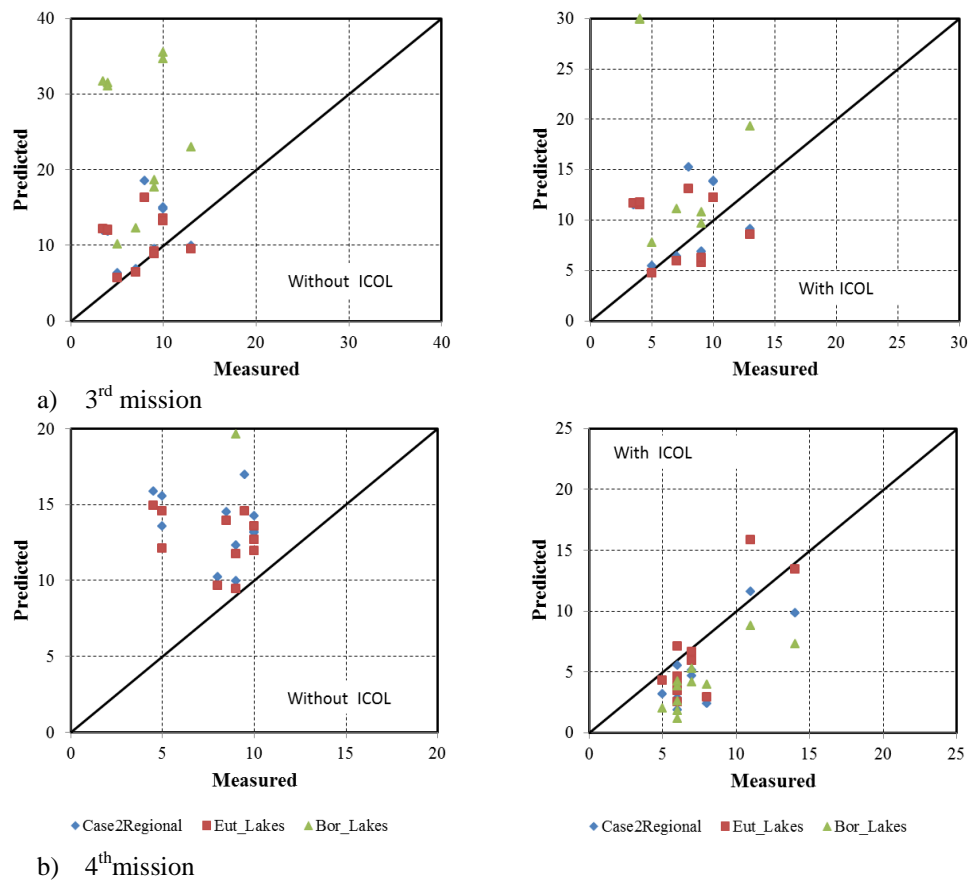 40
30
20
10
0
0 10 20 30 40
Predicted
Measured
Without ICOL
30
25
20
15
10
5
0
0 5 10 15 20 25 30
Predicted
Measured
With ICOL
a) 3rd mission
20
15
10
5
0
0 5 10 15 20
Predicted
Measured
Without ICOL
25
20
15
10
5
0
0 5 10 15 20 25
Predicted
Measured
With ICOL
Case2Regional Eut_Lakes Bor_Lakes
Case2Regional Eut_Lakes Bor_Lakes
b) 4thmission